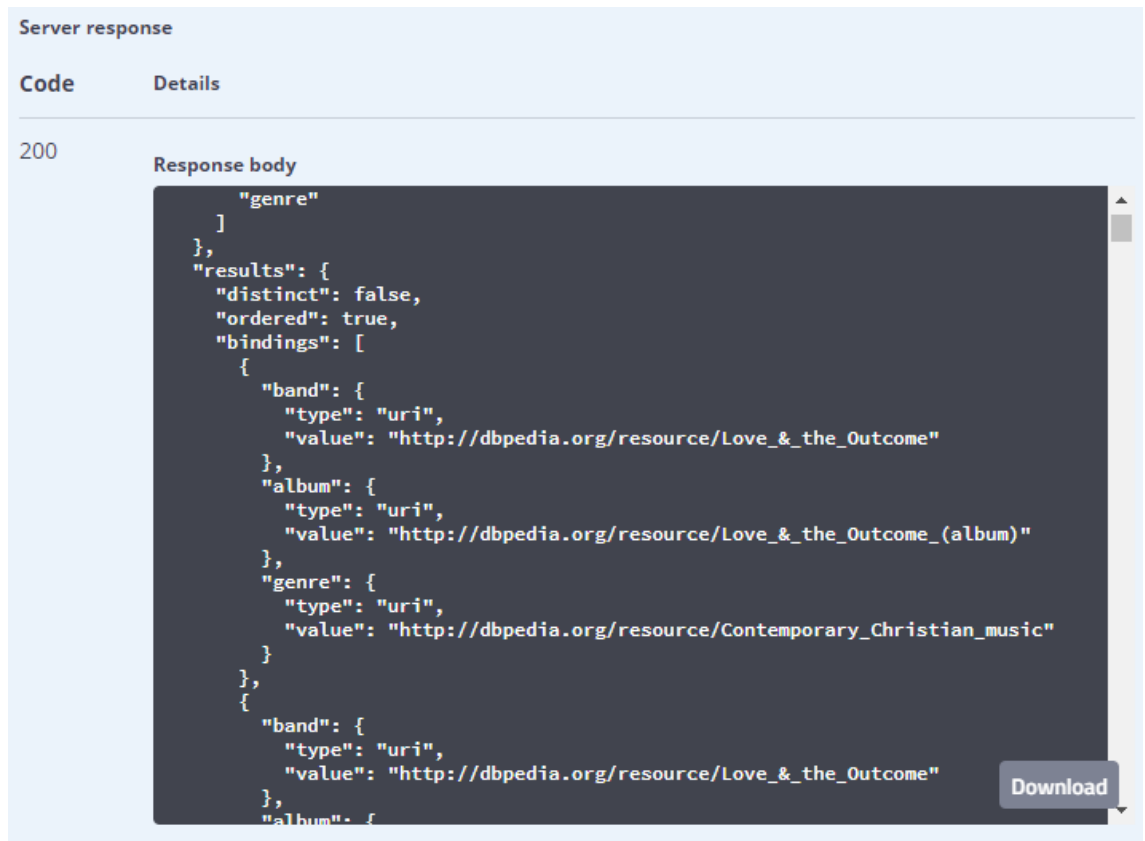 Server response
Code Details
200
Response body
"genre"
]
},
"results": {
"distinct": false,
"ordered": true,
"bindings": [
{
"band": {
"type": "uri",
"value": "http://dbpedia.org/resource/Love_&_the_Outcome"
},
"album": {
"type": "uri",
"value": "http://dbpedia.org/resource/Love_&_the_Outcome_(album)"
},
"genre": {
"type": "uri",
"value": "http://dbpedia.org/resource/Contemporary_Christian_music"
}
},
{
"band": {
"type": "uri",
"value": "http://dbpedia.org/resource/Love_&_the_Outcome"
},
"album": {
Download